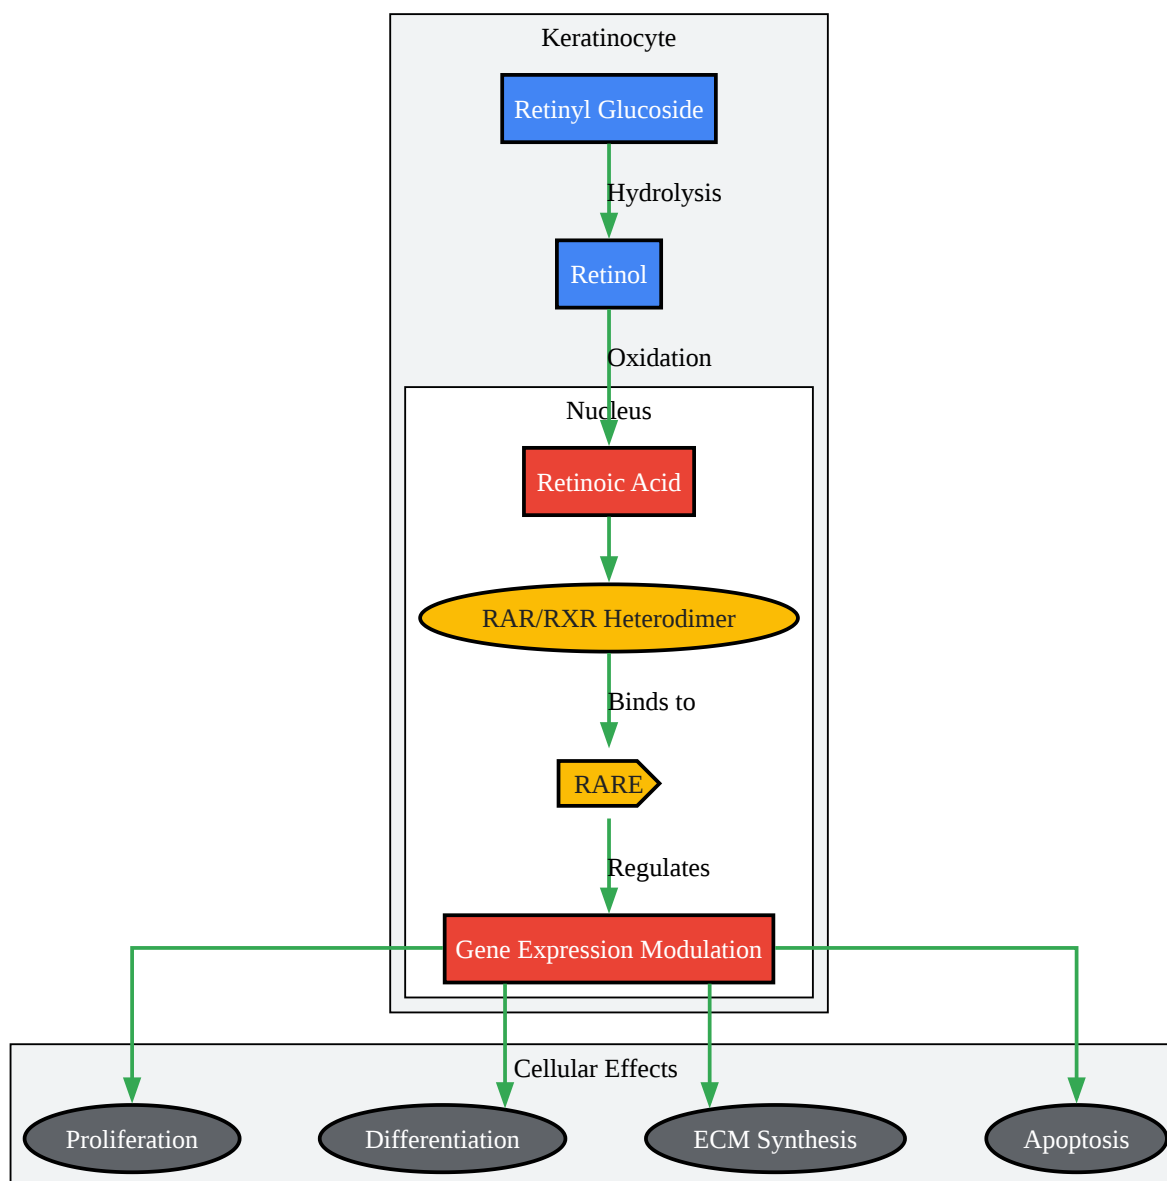 Keratinocyte
Retinyl Glucoside
Hydrolysis
Retinol
Oxidation
Nucleus
Retinoic Acid
RAR/RXR Heterodimer
Binds to
RARE
Regulates
Gene Expression Modulation
Cellular Effects
Proliferation
Differentiation
ECM Synthesis
Apoptosis